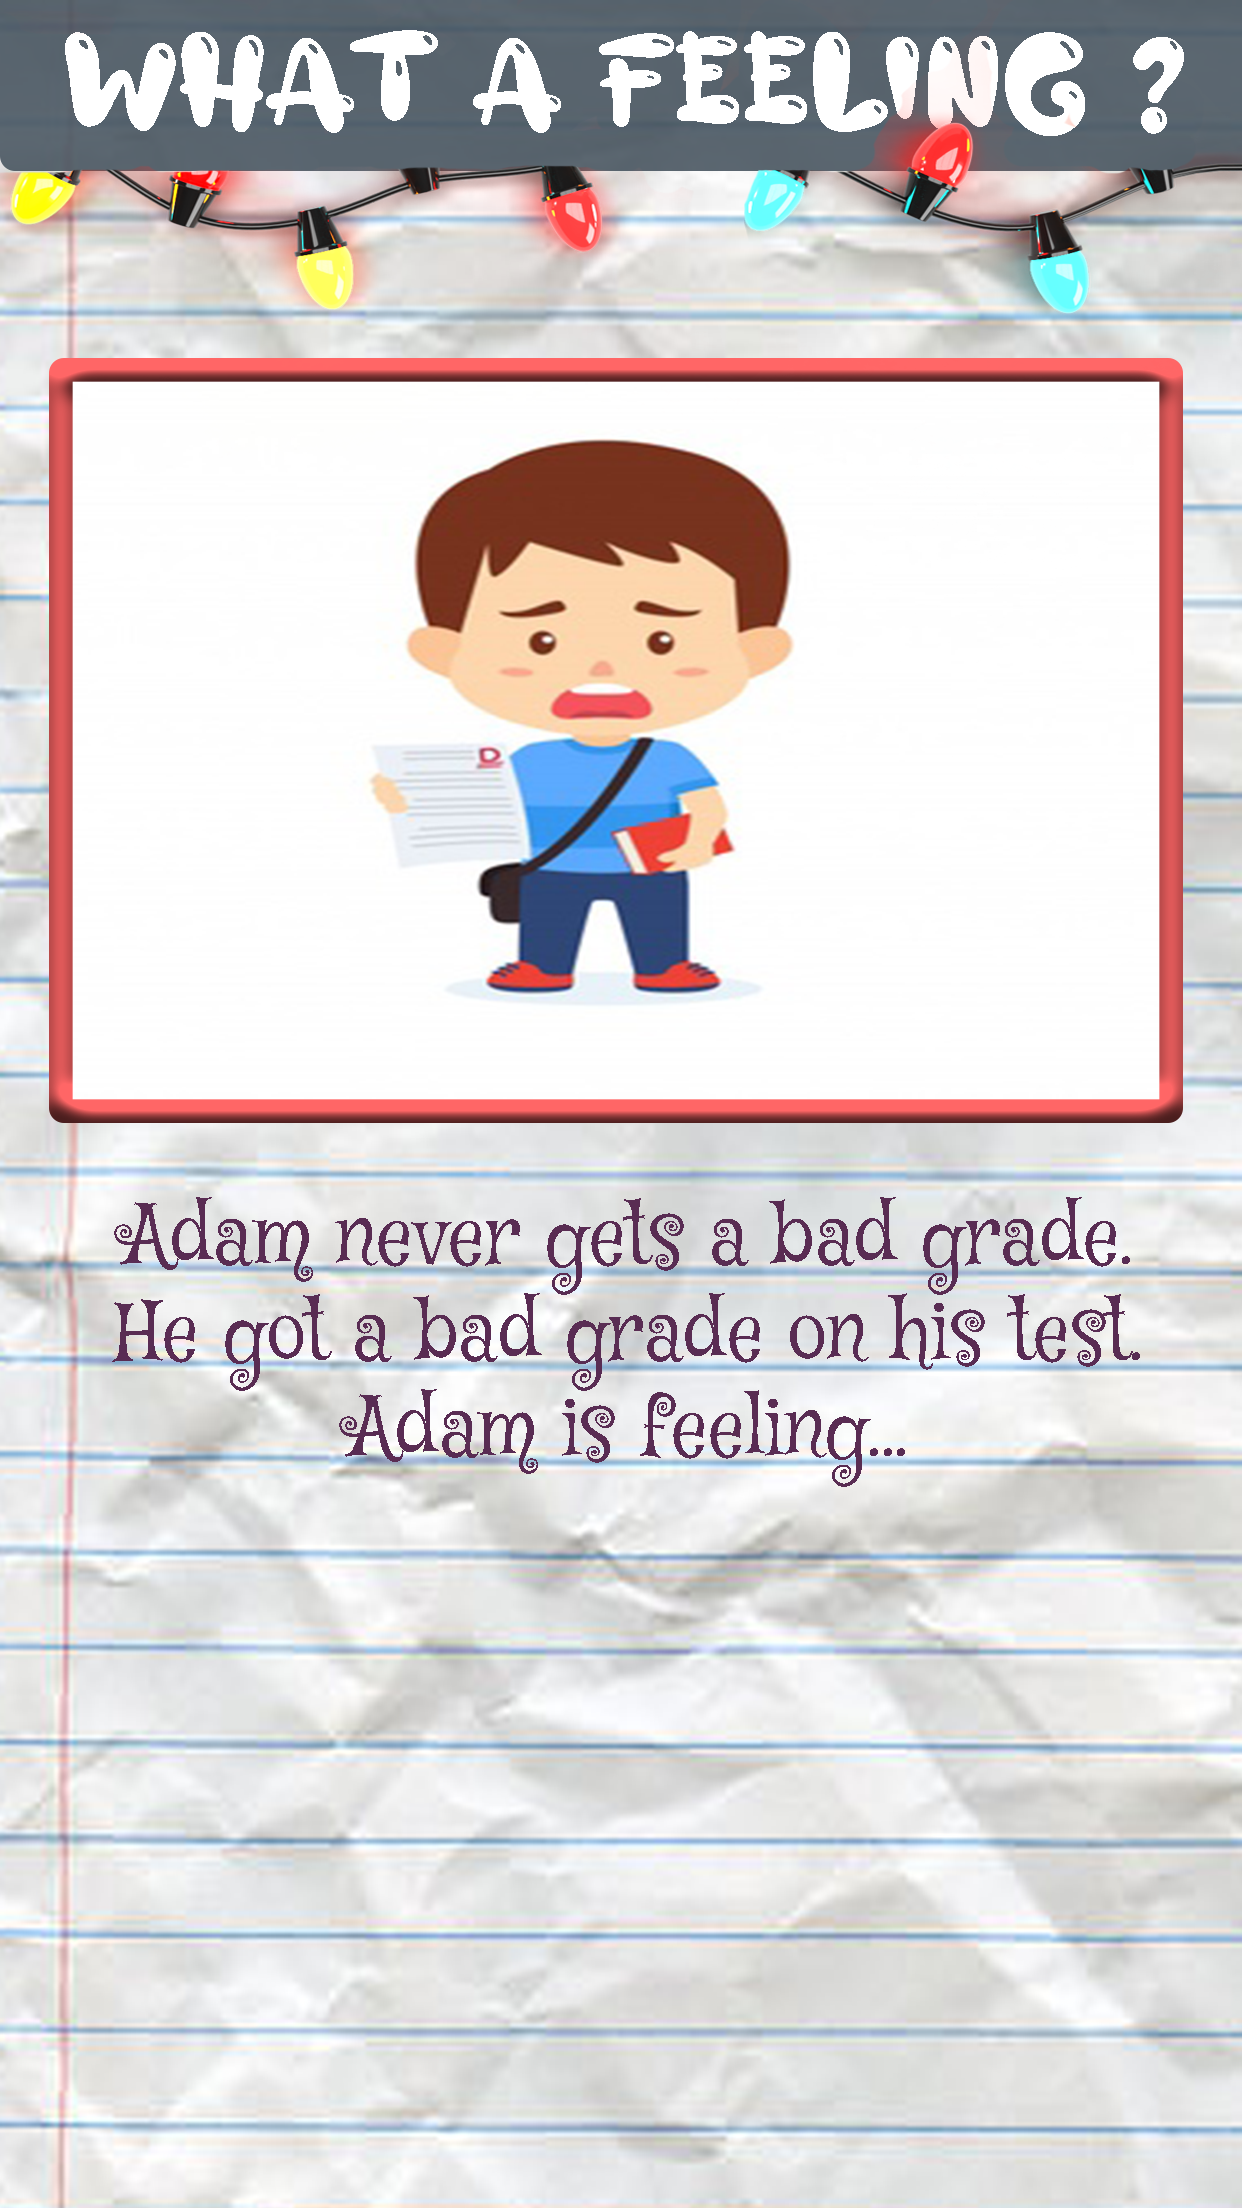 WHAT A FEELING ?
D
Adam never gets a bad grade.
He got a bad grade on his test.
Adam is feeling...